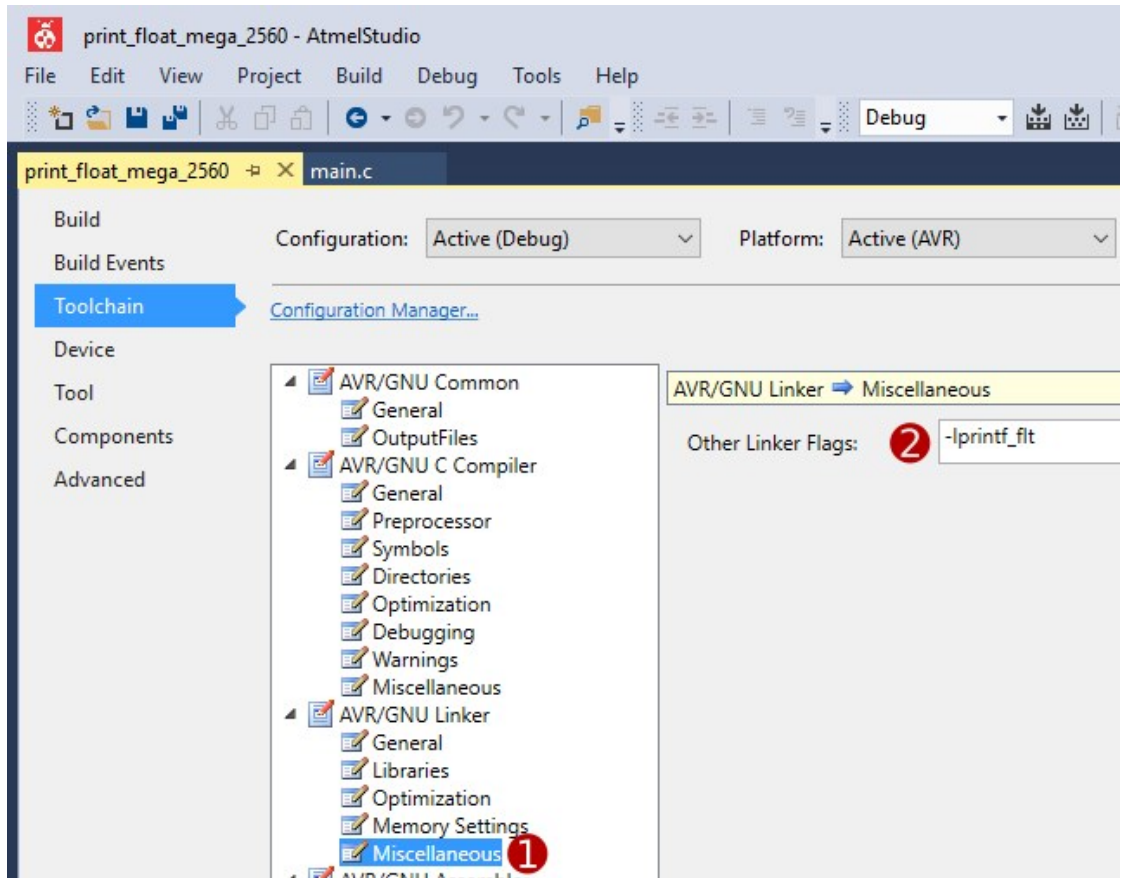 print_float_mega_2560 - AtmelStudio
File Edit View Project Build Debug Tools Help
Debug
print_float_mega_2560 main.c
Build
Build Events
Toolchain
Device
Tool
Components
Advanced
Configuration: Active (Debug) Platform: Active (AVR)
Configuration Manager...
AVR/GNU Common
General
OutputFiles
AVR/GNU C Compiler
General
Preprocessor
Symbols
Directories
Optimization
Debugging
Warnings
Miscellaneous
AVR/GNU Linker
General
Libraries
Optimization
Memory Settings
Miscellaneous 1
AVR/GNU Linker Miscellaneous
Other Linker Flags: 2 -lprintf_flt